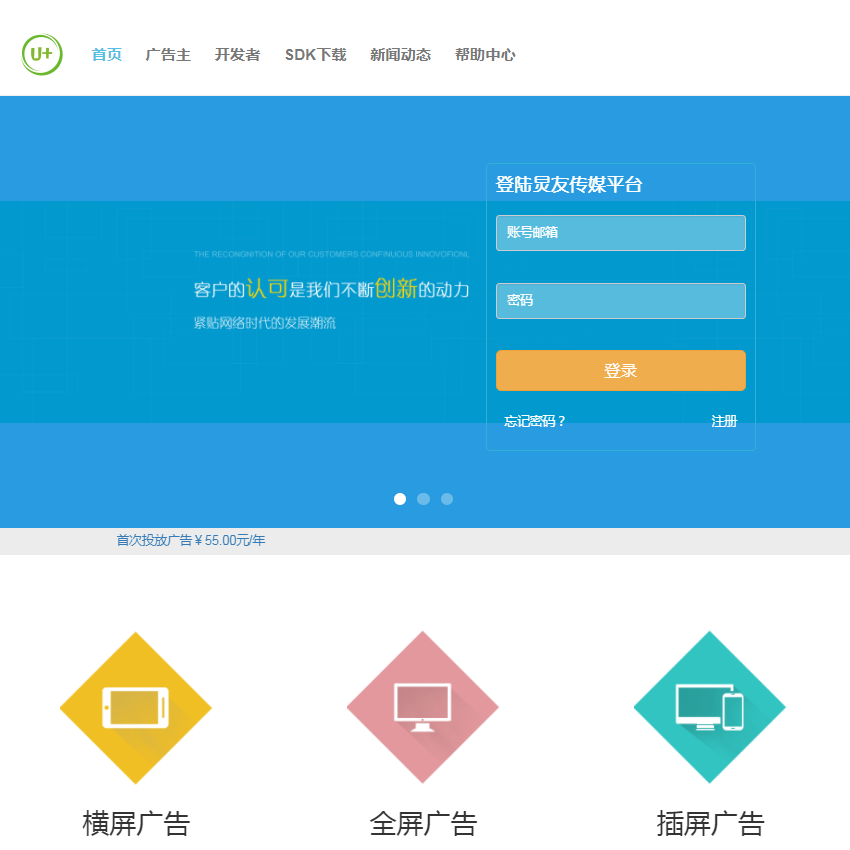 U+
首页 广告主 开发者 SDK下载 新闻动态 帮助中心
登陆炅友传媒平台
账号邮箱
THE RECONGNITION OF OUR CUSTOMERS CONFINUOUS INNOVOFIONL
客户的认可是我们不断创新的动力
密码
紧贴网络时代的发展潮流
登录
忘记密码？ 注册
首次投放广告￥55.00元/年
横屏广告 全屏广告 插屏广告